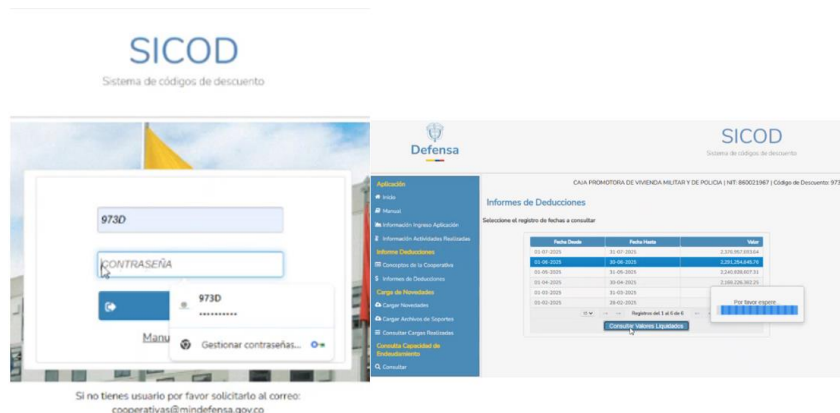 SICOD
Sistema de códigos de descuento
973D
CONTRASEÑA
973D
Manu
Gestionar contraseñas...
Si no tienes usuario por favor solicitarlo al correo:
cooperativas@mindefensa.gov.co
Defensa
SICOD
Sistema de códigos de descuento
CAJA PROMOTORA DE VIVIENDA MILITAR Y DE POLICIA | NIT: 860021967 | Código de Descuento: 973
Aplicación
Inicio
Manual
Información Ingreso Aplicación
Información Actividades Realizadas
Informe Deducciones
Conceptos de la Cooperativa
Informes de Deducciones
Cargo de Novedades
Cargar Novedades
Cargar Archivos de Soportes
Consultar Cargas Realizadas
Consulta Capacidad de
Endeudamiento
Consultar
Informes de Deducciones
Seleccione el registro de fechas a consultar
Fecha Desde Fecha Hasta Valor
01-07-2025 31-07-2025
01-06-2025 30-06-2025
01-05-2025 31-05-2025
01-04-2025 30-04-2025
01-03-2025 31-03-2025
01-02-2025 28-02-2025
Por favor espere..
Registros del 1 al 6 de 6
Consultar Valores Liquidados